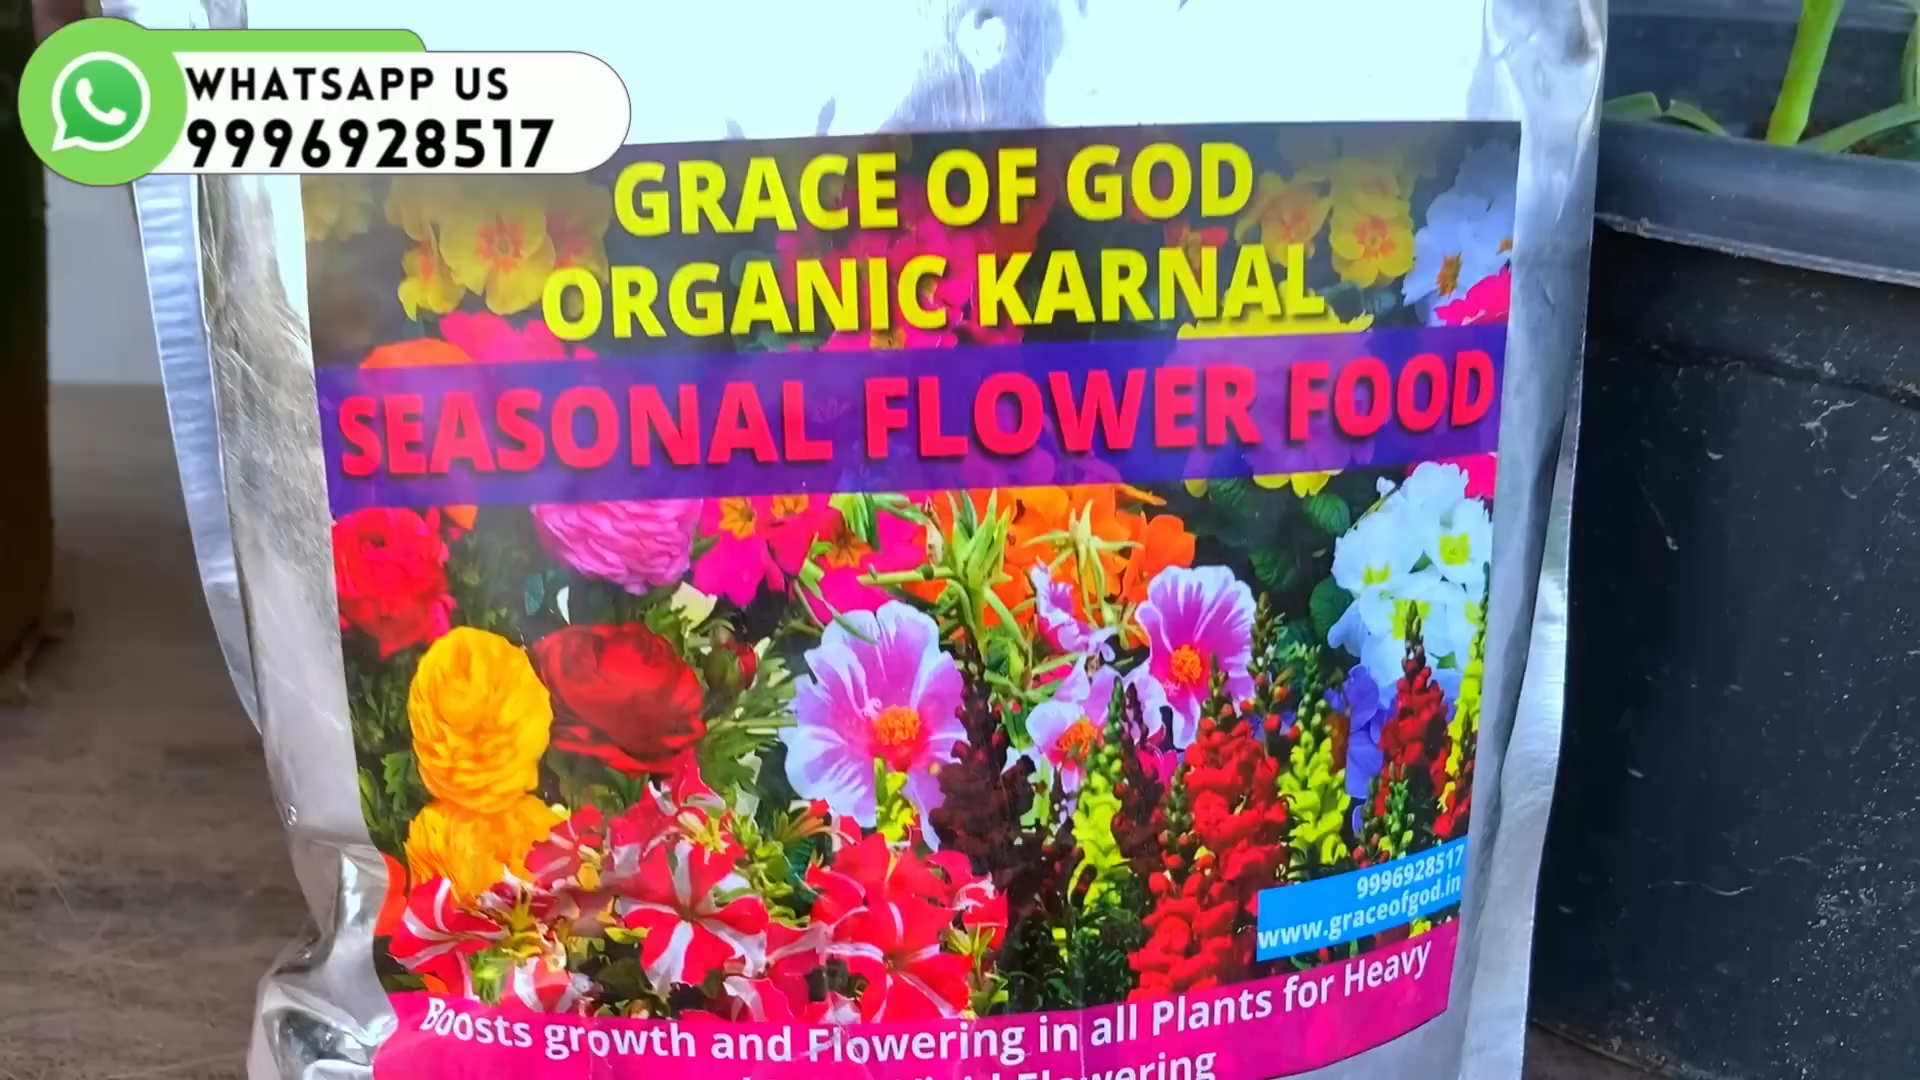 WHATSAPP US
9996928517
GRACE OF GOD
ORGANIC KARNAL
SEASONAL FLOWER FOOD
9996928517
www.graceofgod.in
Boosts growth and Flowering in all Plants for Heavy
Flowering